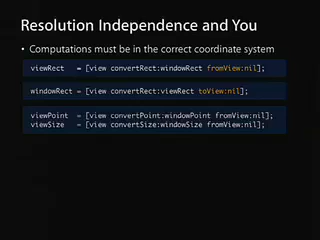 Resolution Independence and You
• Computations must be in the correct coordinate system
viewRect = [view convertRect:windowRect fromView:nil];
windowRect = [view convertRect:viewRect toView:nil];
viewPoint = [view convertPoint:windowPoint fromView:nil];
viewSize = [view convertSize:windowSize fromView:nil];